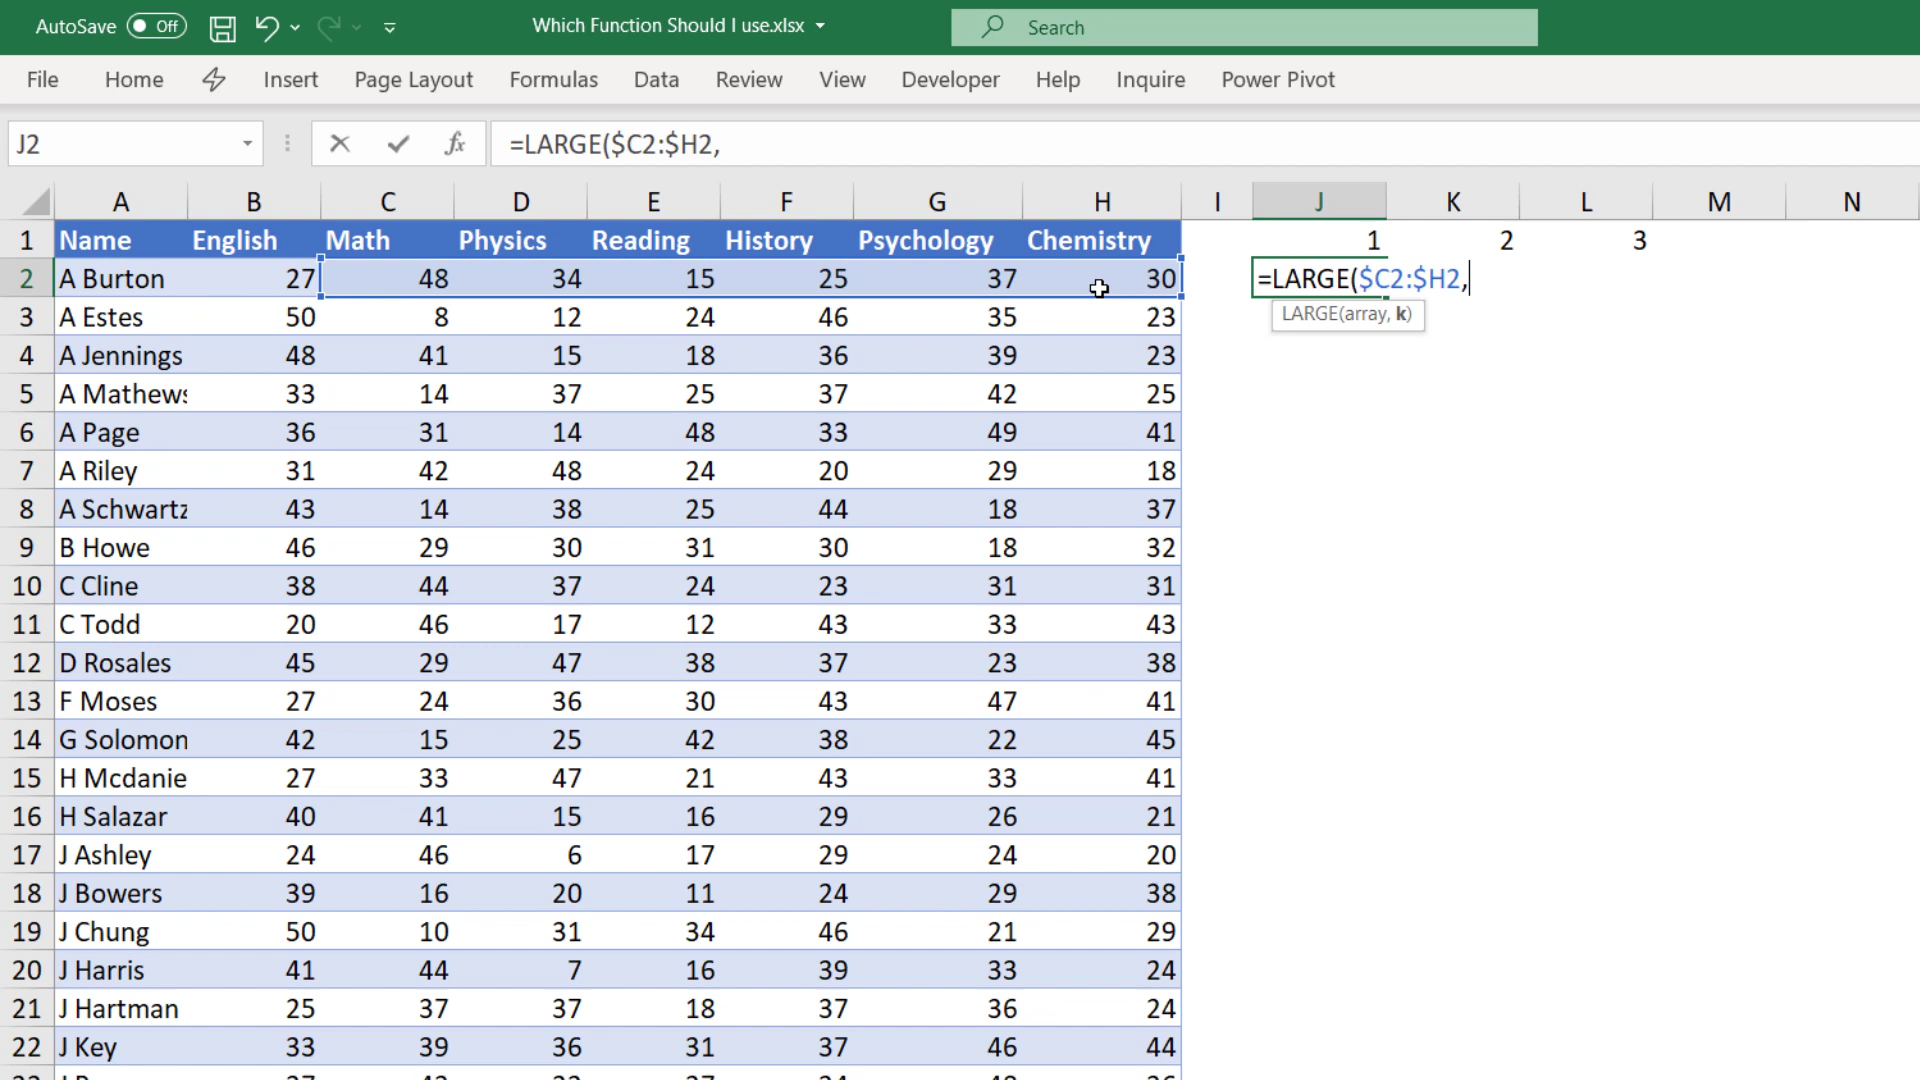 AutoSave Off Which Function Should I use.xlsx Search
File Home Insert Page Layout Formulas Data Review View Developer Help Inquire Power Pivot
J2 fx =LARGE($C2:$H2,
A B C D E F G H I J K L M N
1 Name English Math Physics Reading History Psychology Chemistry 1 2 3
2 A Burton 27 48 34 15 25 37 30 =LARGE($C2:$H2,
3 A Estes 50 8 12 24 46 35 23 LARGE(array, k)
4 A Jennings 48 41 15 18 36 39 23
5 A Mathews 33 14 37 25 37 42 25
6 A Page 36 31 14 48 33 49 41
7 A Riley 31 42 48 24 20 29 18
8 A Schwartz 43 14 38 25 44 18 37
9 B Howe 46 29 30 31 30 18 32
10 C Cline 38 44 37 24 23 31 31
11 C Todd 20 46 17 12 43 33 43
12 D Rosales 45 29 47 38 37 23 38
13 F Moses 27 24 36 30 43 47 41
14 G Solomon 42 15 25 42 38 22 45
15 H Mcdanie 27 33 47 21 43 33 41
16 H Salazar 40 41 15 16 29 26 21
17 J Ashley 24 46 6 17 29 24 20
18 J Bowers 39 16 20 11 24 29 38
19 J Chung 50 10 31 34 46 21 29
20 J Harris 41 44 7 16 39 33 24
21 J Hartman 25 37 37 18 37 36 24
22 J Key 33 39 36 31 37 46 44